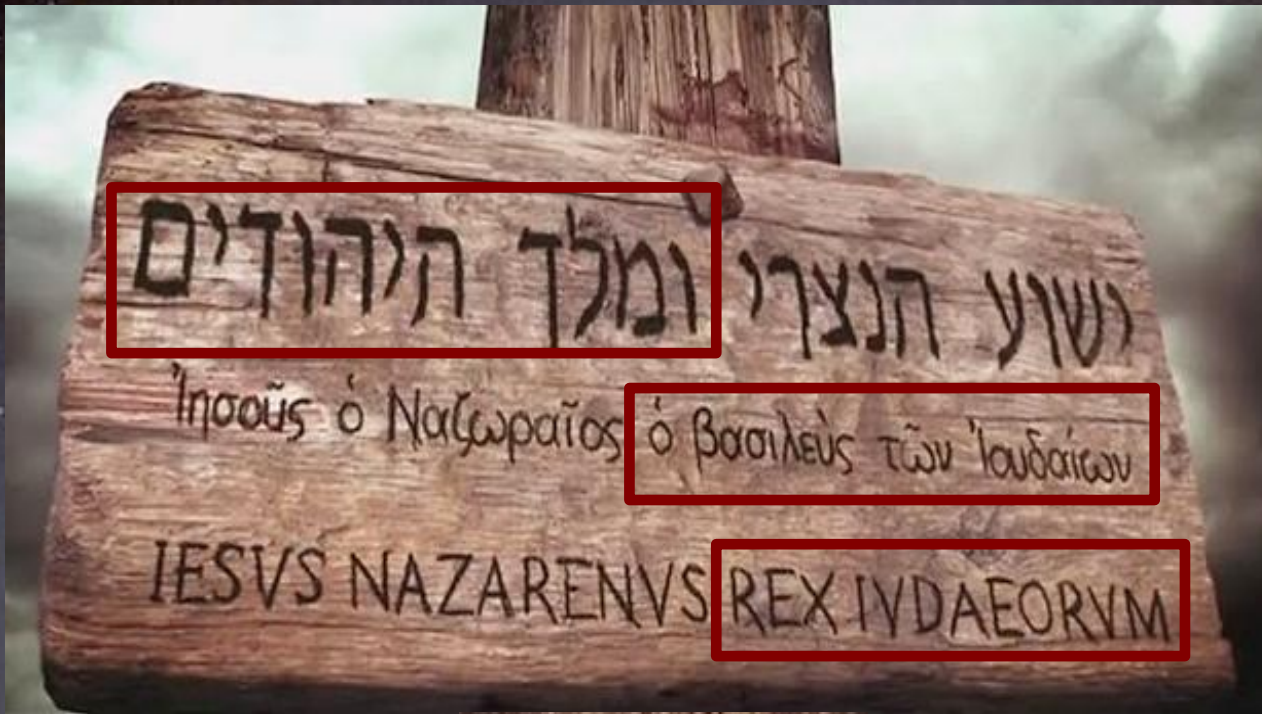 ישוע הנצרי ומלך היהודים
Ἰησοῦς ὁ Ναζωραῖος ὁ βασιλεὺς τῶν Ἰουδαίων
IESVS NAZARENVS REX IVDAEORVM